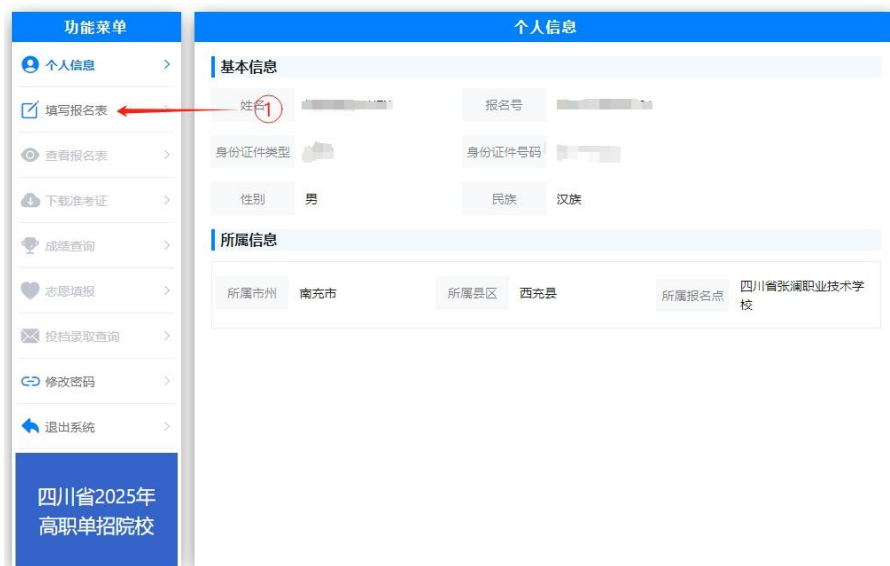 功能菜单
个人信息
填写报名表
查看报名表
下载准考证
成绩查询
志愿填报
投档录取查询
修改密码
退出系统
四川省2025年
高职单招院校
个人信息
基本信息
姓名
①
报名号
身份证件类型
身份证件号码
性别 男 民族 汉族
所属信息
所属市州 南充市 所属县区 西充县 所属报名点 四川省张澜职业技术学
校